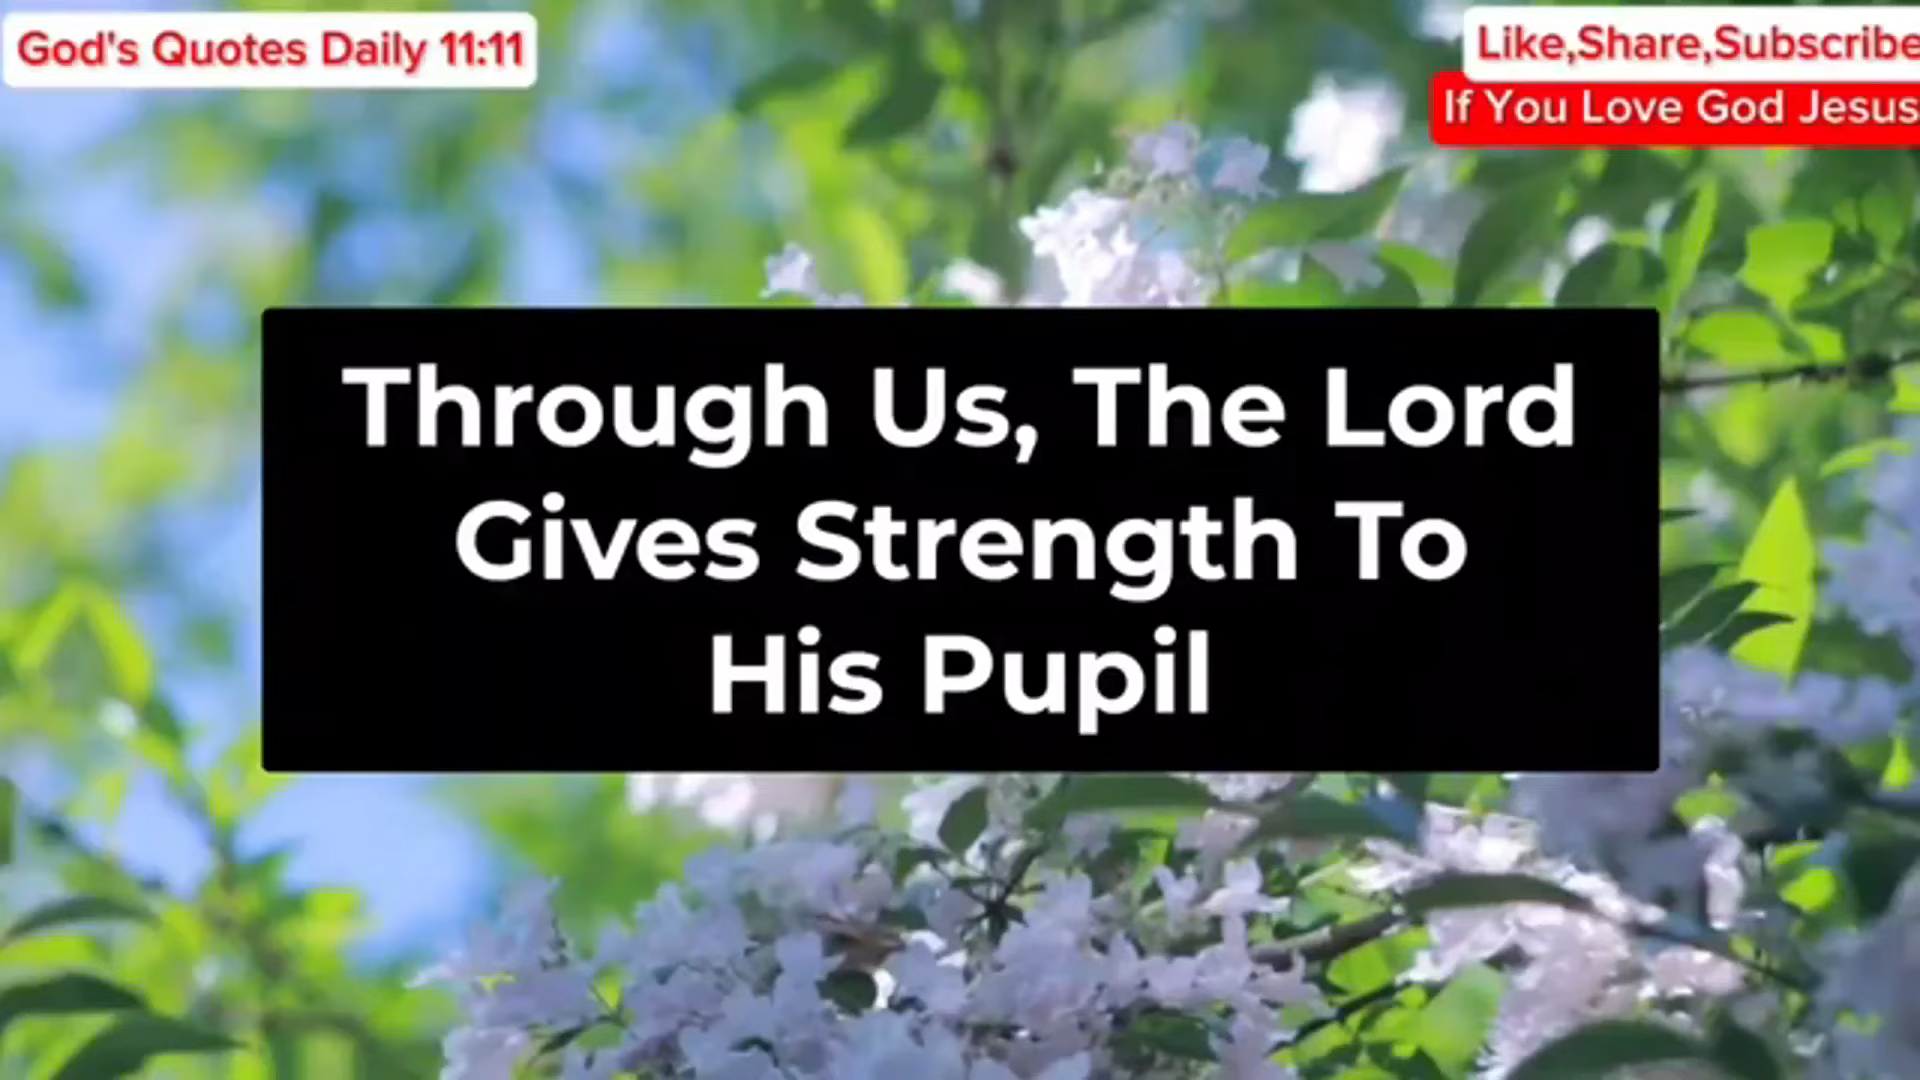 God's Quotes Daily 11:11
Like,Share,Subscribe
If You Love God Jesus
Through Us, The Lord
Gives Strength To
His Pupil